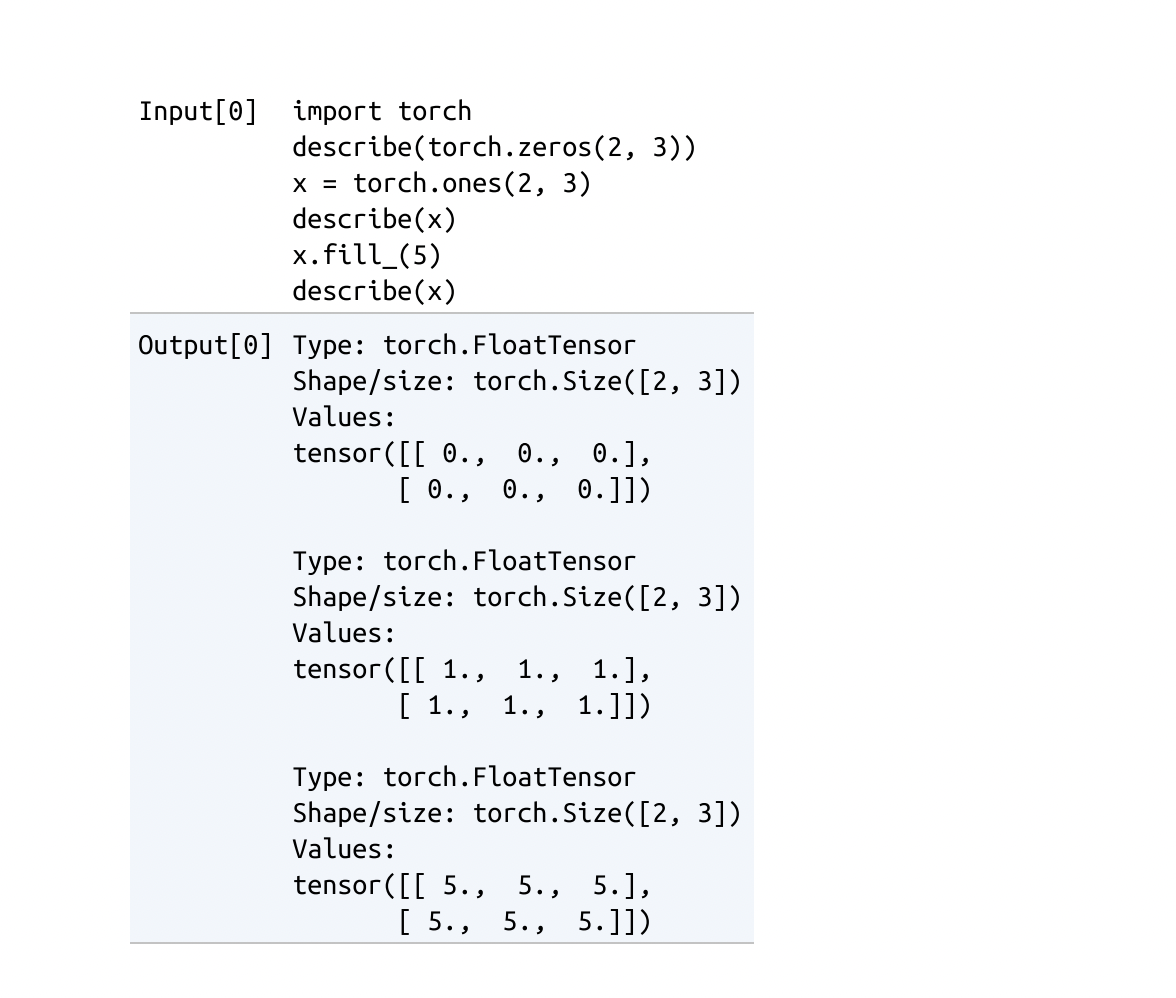 Input[0] import torch
describe(torch.zeros(2, 3))
x = torch.ones(2, 3)
describe(x)
x.fill_(5)
describe(x)
Output[0] Type: torch.FloatTensor
Shape/size: torch.Size([2, 3])
Values:
tensor([[ 0.,  0.,  0.],
       [ 0.,  0.,  0.]])

Type: torch.FloatTensor
Shape/size: torch.Size([2, 3])
Values:
tensor([[ 1.,  1.,  1.],
       [ 1.,  1.,  1.]])

Type: torch.FloatTensor
Shape/size: torch.Size([2, 3])
Values:
tensor([[ 5.,  5.,  5.],
       [ 5.,  5.,  5.]])